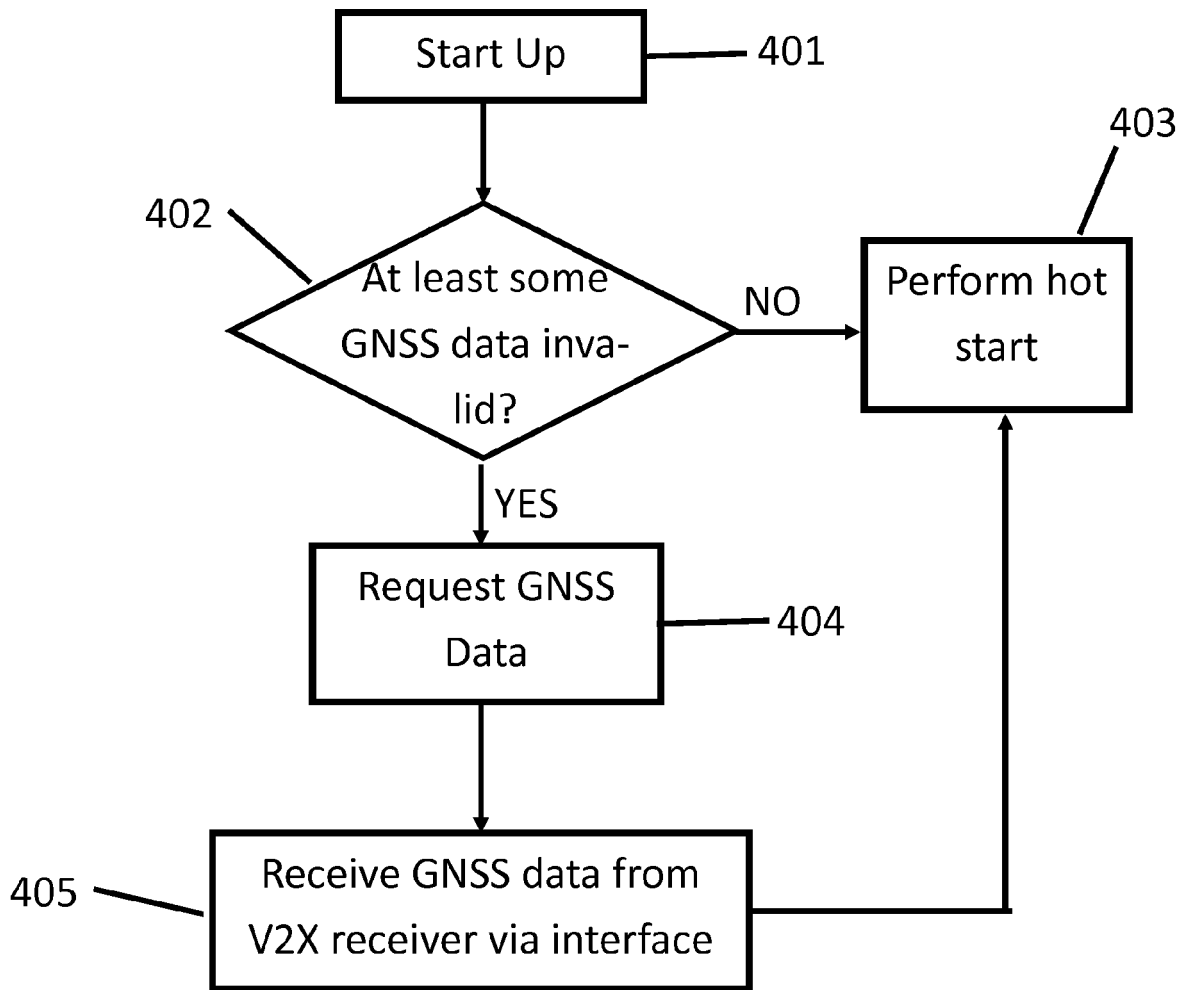 Start Up
401
403
402
At least some
GNSS data inva-
lid?
NO
Perform hot
start
YES
Request GNSS
Data
404
405
Receive GNSS data from
V2X receiver via interface